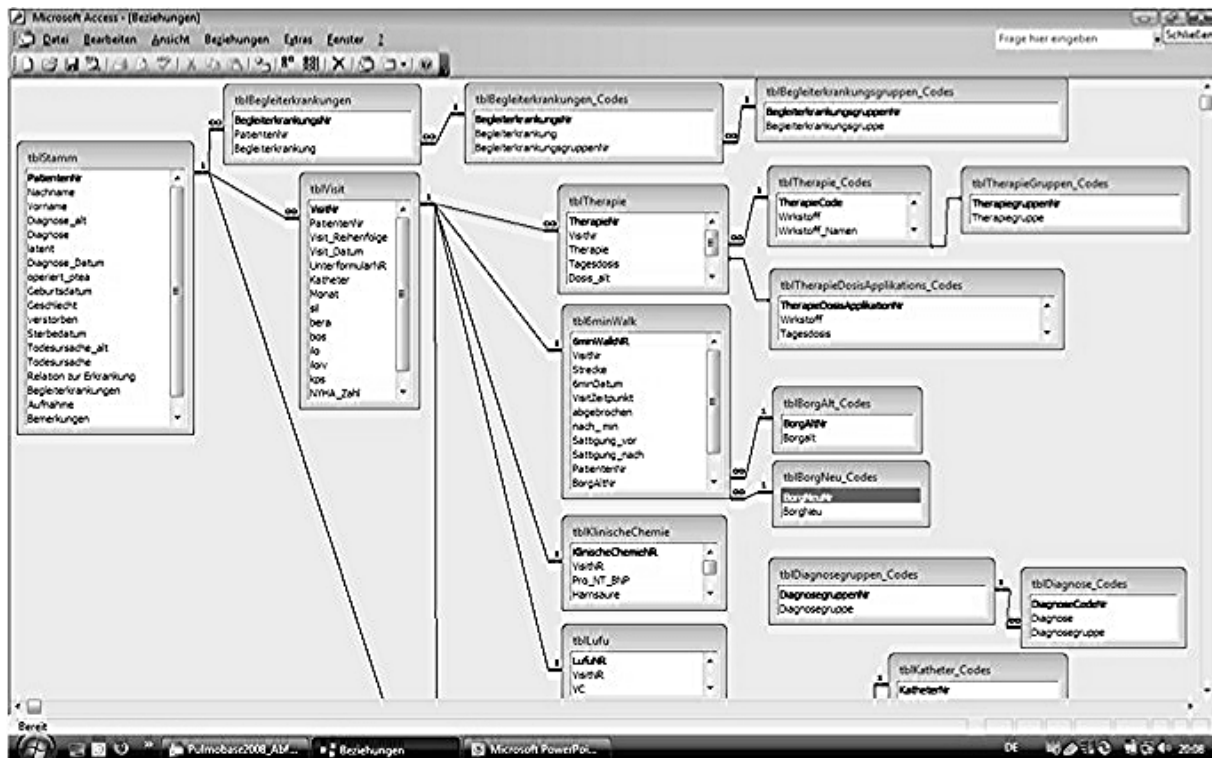 Microsoft Access - [Beziehungen]
Datei Bearbeiten Ansicht Beziehungen Extras Fenster ?
Frage hier eingeben
Schließen
tblStamm
PatientenNr
Nachname
Vorname
Diagnose_alt
Diagnose
latent
Diagnose_Datum
operiert_ptea
Geburtsdatum
Geschlecht
verstorben
Sterbedatum
Todesursache_alt
Todesursache
Relation zur Erkrankung
Begleiterkrankungen
Aufnahme
Bemerkungen
tblBegleiterkrankungen
BegleiterkrankungsNr
PatientenNr
Begleiterkrankung
tblBegleiterkrankungen_Codes
BegleiterkrankungsNr
Begleiterkrankung
BegleiterkrankungsgruppenNr
tblBegleiterkrankungsgruppen_Codes
BegleiterkrankungsgruppenNr
Begleiterkrankungsgruppe
tblVisit
VisitNr
PatientenNr
Visit_Reihenfolge
Visit_Datum
UnterformularNR
Katheter
Monat
sil
bera
bos
ilo
iloiv
kps
NYHA_Zahl
tblTherapie
TherapieNr
VisitNr
Therapie
Tagesdosis
Dosis_alt
tblTherapie_Codes
TherapieCode
Wirkstoff
Wirkstoff_Namen
tblTherapieGruppen_Codes
TherapiegruppenNr
Therapiegruppe
tblTherapieDosisApplikations_Codes
TherapieDosisApplikationNr
Wirkstoff
Tagesdosis
tbl6minWalk
6minWalkNR
VisitNr
Strecke
6minDatum
VisitZeitpunkt
abgebrochen
nach_min
Sättigung_vor
Sättigung_nach
PatientenNr
BorgAltNr
tblBorgAlt_Codes
BorgAltNr
Borgalt
tblBorgNeu_Codes
BorgNeuNr
BorgNeu
tblKlinischeChemie
KlinischeChemieNR
VisitNR
Pro_NT_BNP
Harnsäure
tblDiagnosegruppen_Codes
DiagnosegruppenNr
Diagnosegruppe
tblDiagnose_Codes
DiagnoseCodeNr
Diagnose
Diagnosegruppe
tblLufu
LufuNR
VisitNR
VC
tblKatheter_Codes
KatheterNr
Bereit
Pulmobase2008_Abf...
Beziehungen
Microsoft PowerPoi...
DE
20:08